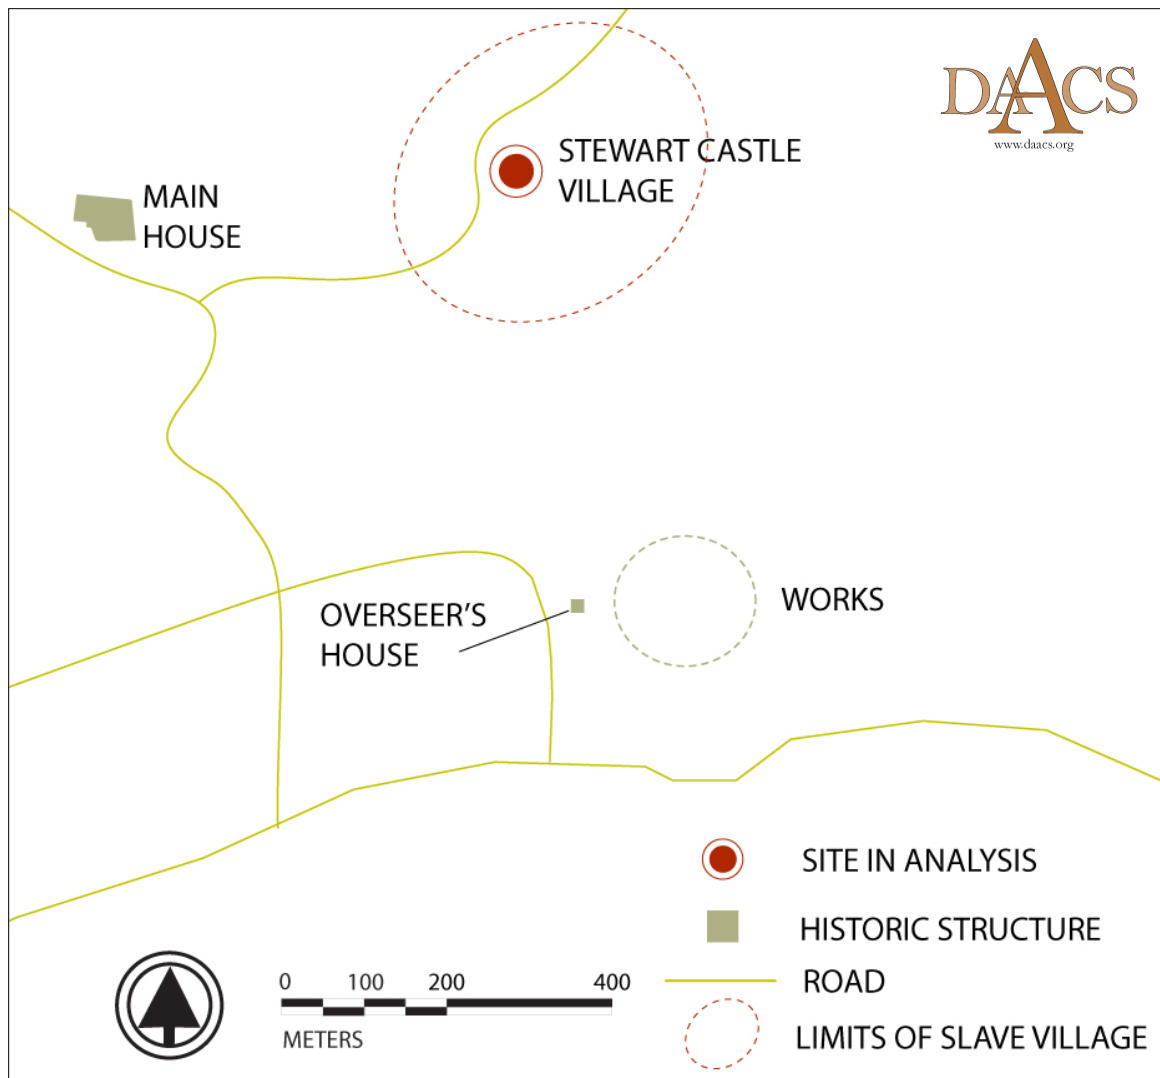 DAACS
www.daacs.org
STEWART CASTLE
VILLAGE
MAIN
HOUSE
OVERSEER'S
HOUSE
WORKS
SITE IN ANALYSIS
HISTORIC STRUCTURE
ROAD
LIMITS OF SLAVE VILLAGE
0 100 200 400
METERS